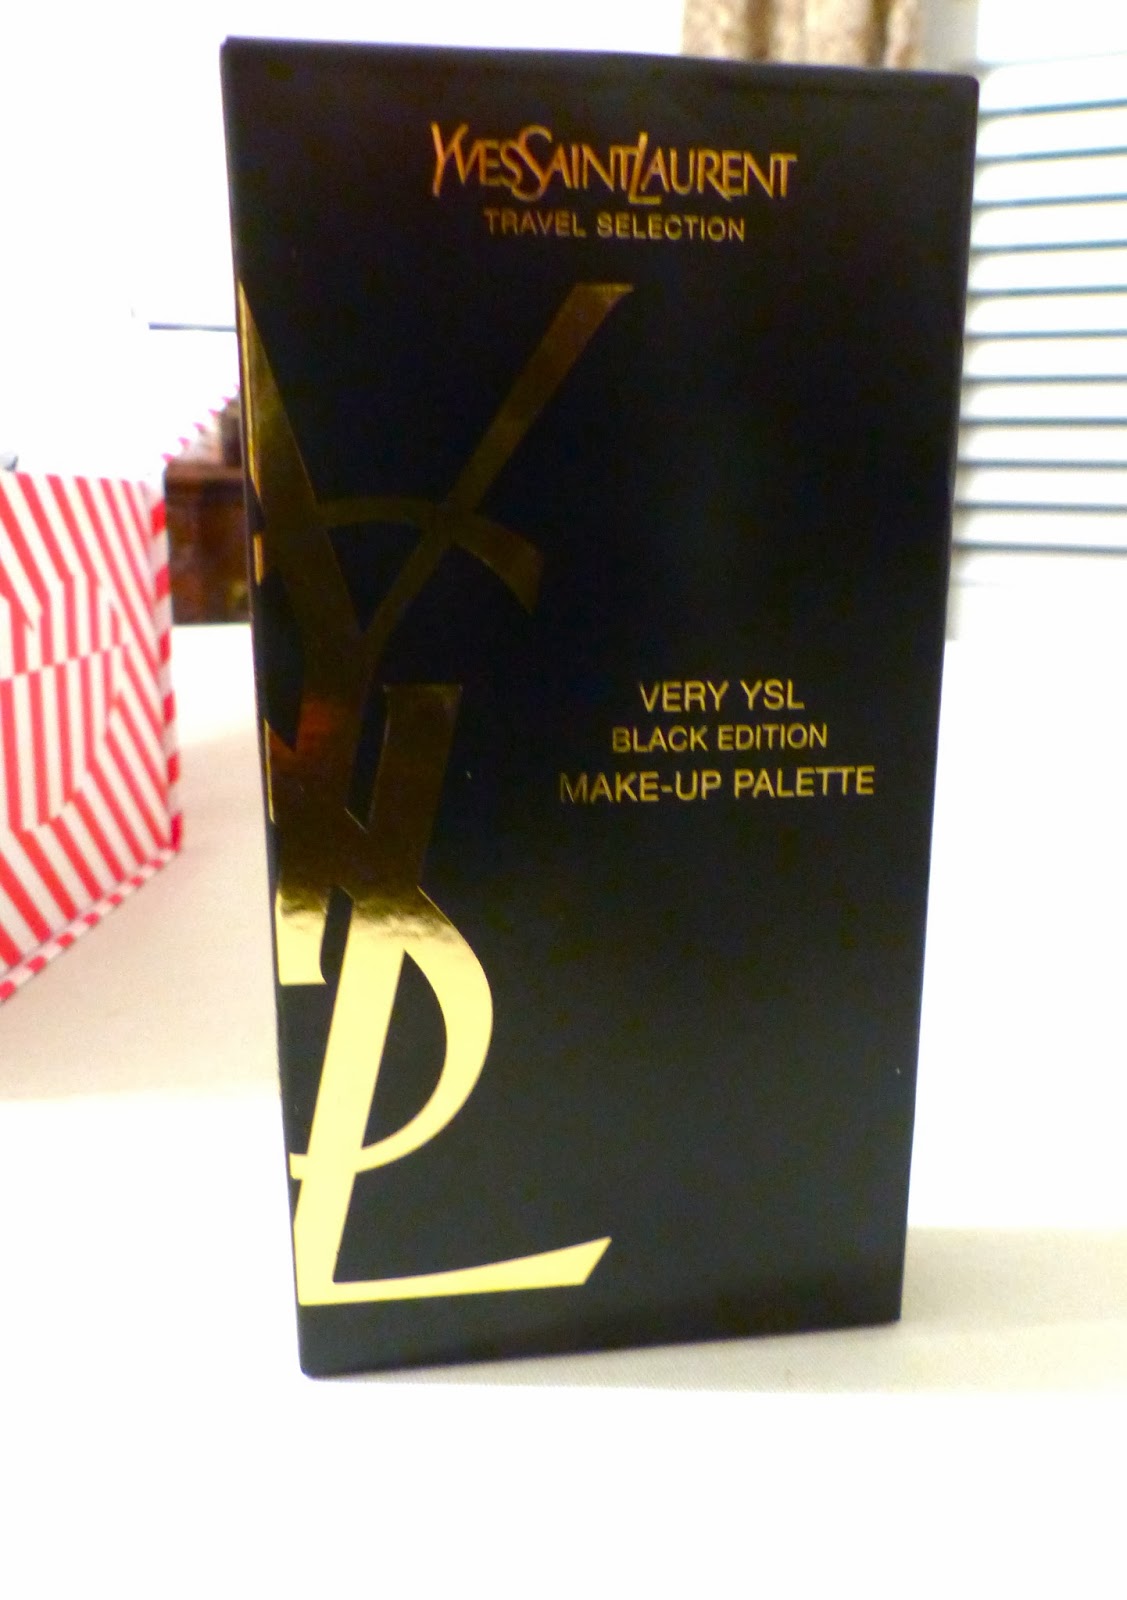 YVESSAINTLAURENT
TRAVEL SELECTION
YSL
VERY YSL
BLACK EDITION
MAKE-UP PALETTE